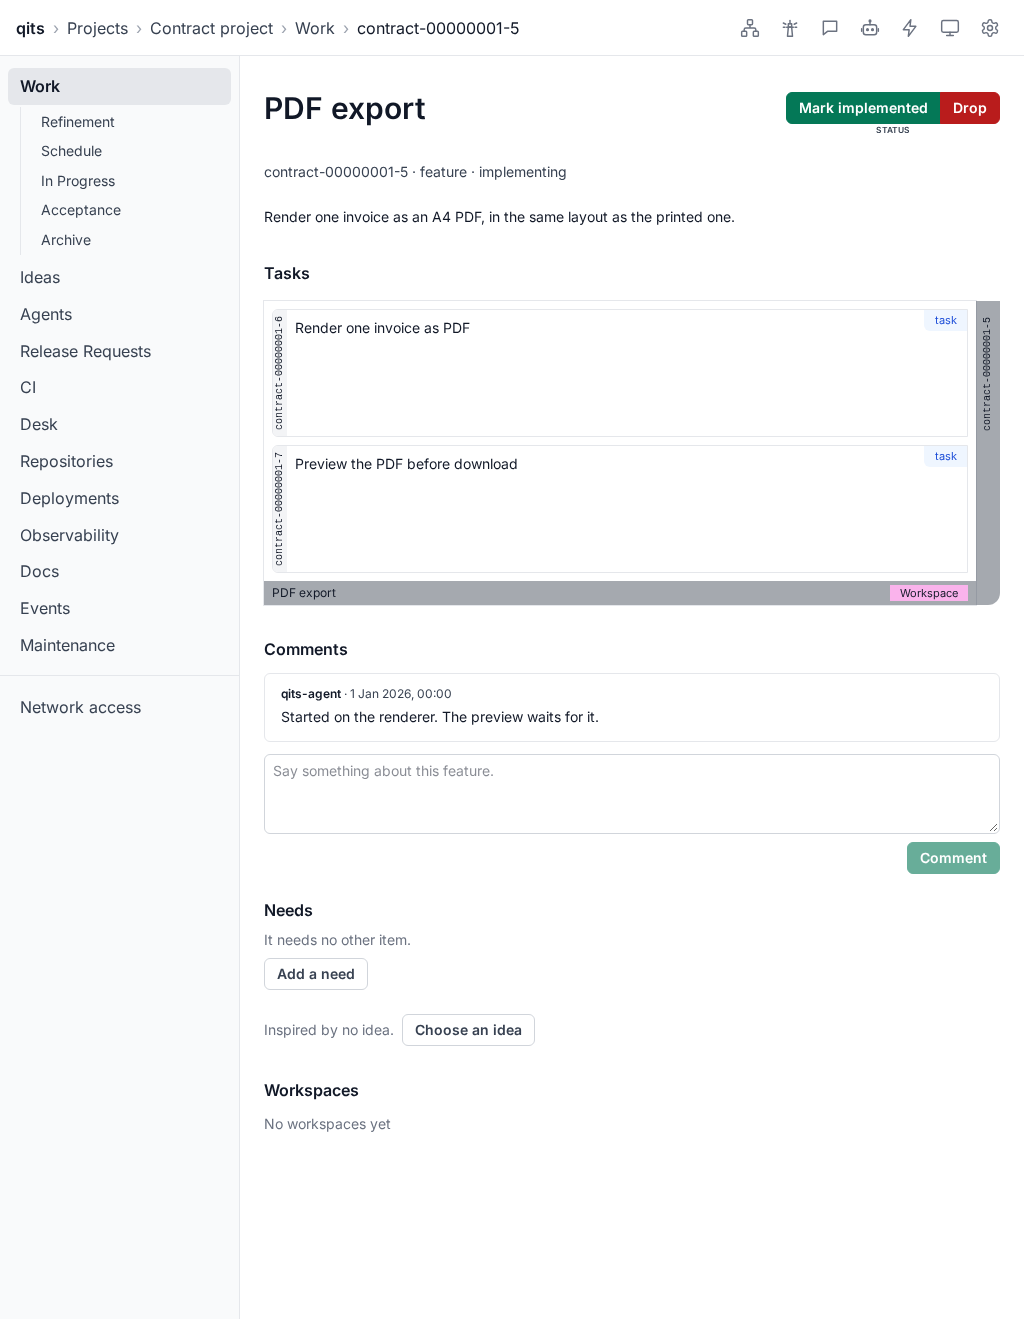 qits › Projects › Contract project › Work › contract-00000001-5
Work
Refinement
Schedule
In Progress
Acceptance
Archive
Ideas
Agents
Release Requests
CI
Desk
Repositories
Deployments
Observability
Docs
Events
Maintenance
Network access
PDF export
Mark implemented
Drop
STATUS
contract-00000001-5 · feature · implementing
Render one invoice as an A4 PDF, in the same layout as the printed one.
Tasks
contract-00000001-6
Render one invoice as PDF
task
contract-00000001-5
contract-00000001-7
Preview the PDF before download
task
PDF export
Workspace
Comments
qits-agent · 1 Jan 2026, 00:00
Started on the renderer. The preview waits for it.
Say something about this feature.
Comment
Needs
It needs no other item.
Add a need
Inspired by no idea.
Choose an idea
Workspaces
No workspaces yet